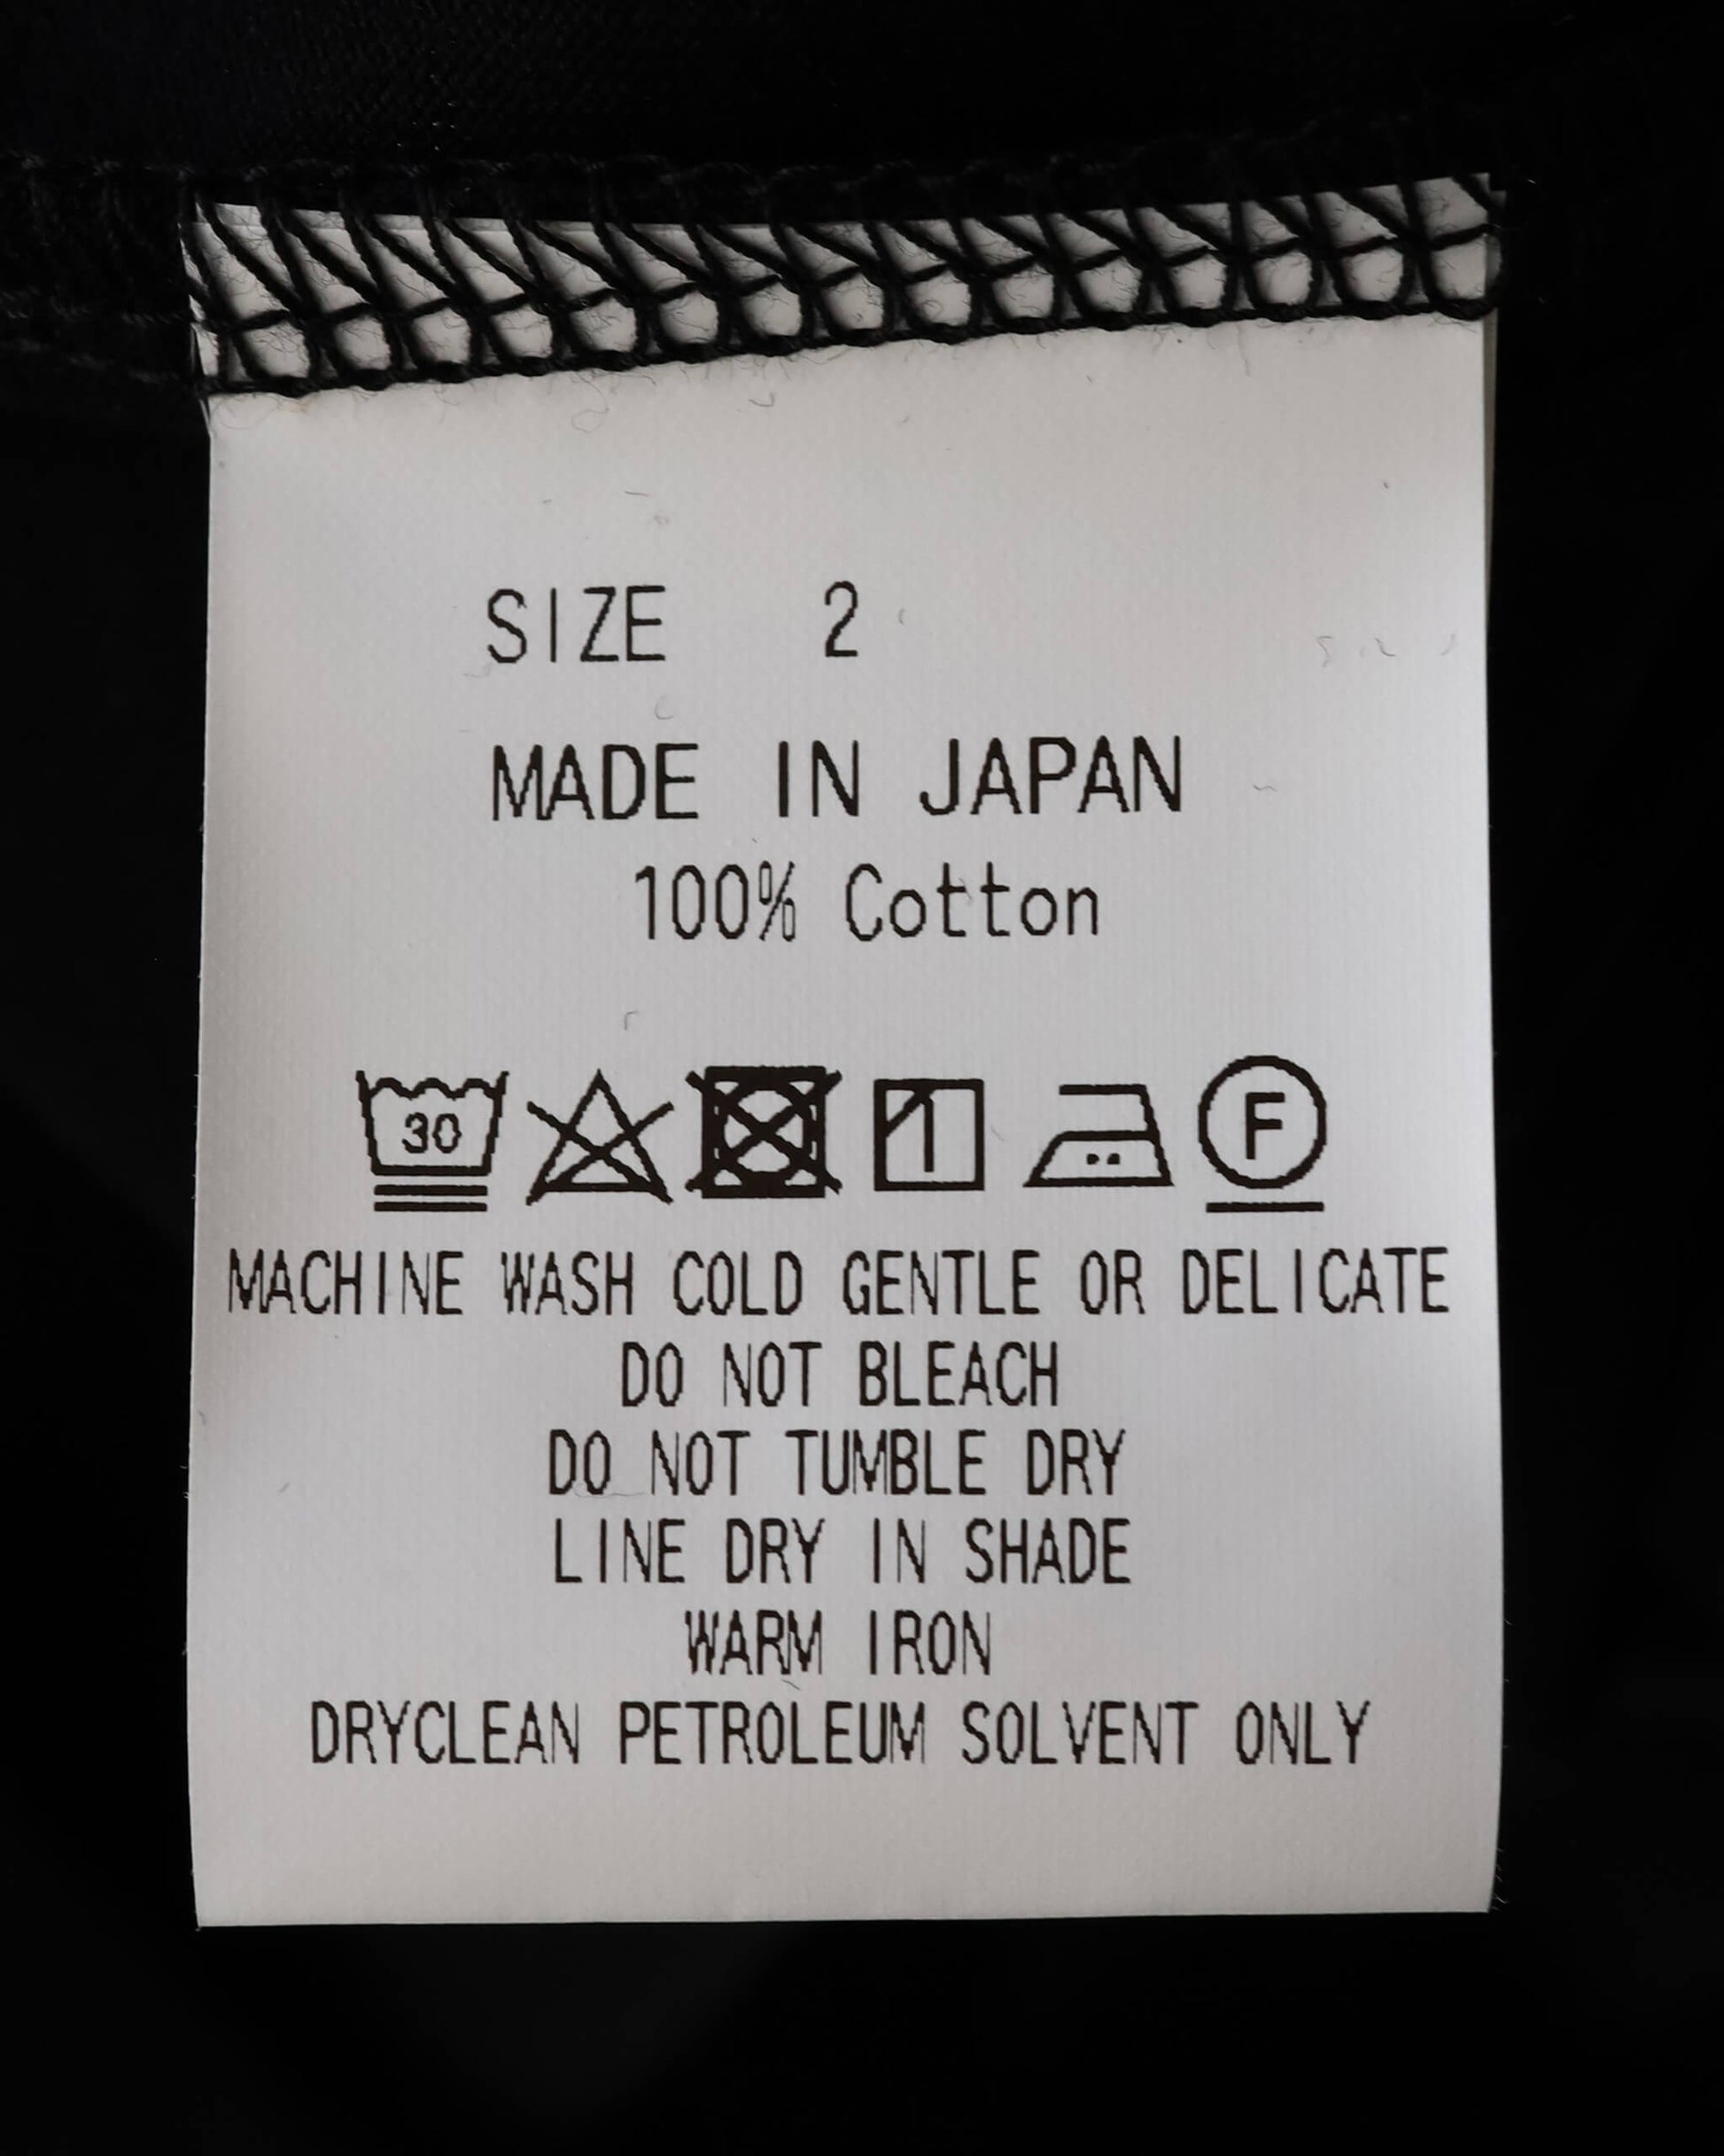 SIZE 2
MADE IN JAPAN
100% Cotton
30 F
MACHINE WASH COLD GENTLE OR DELICATE
DO NOT BLEACH
DO NOT TUMBLE DRY
LINE DRY IN SHADE
WARM IRON
DRYCLEAN PETROLEUM SOLVENT ONLY